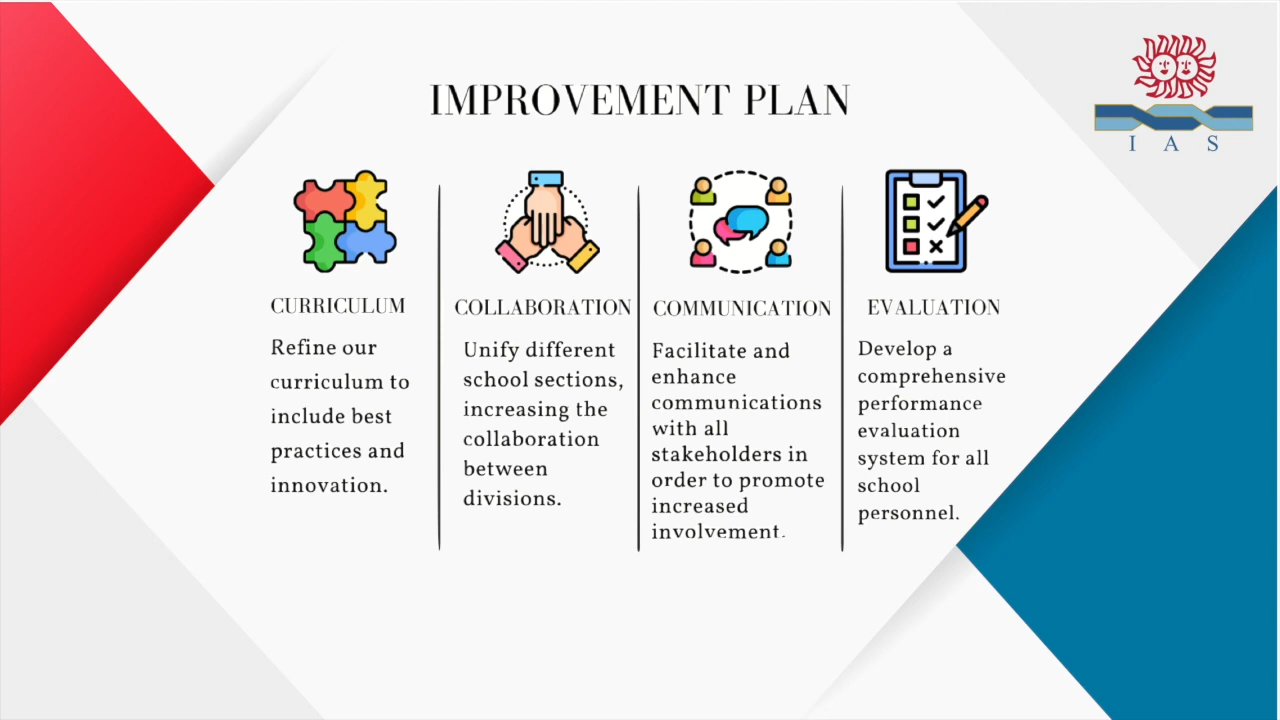 IMPROVEMENT PLAN
I A S
CURRICULUM
Refine our
curriculum to
include best
practices and
innovation.
COLLABORATION
Unify different
school sections,
increasing the
collaboration
between
divisions.
COMMUNICATION
Facilitate and
enhance
communications
with all
stakeholders in
order to promote
increased
involvement.
EVALUATION
Develop a
comprehensive
performance
evaluation
system for all
school
personnel.